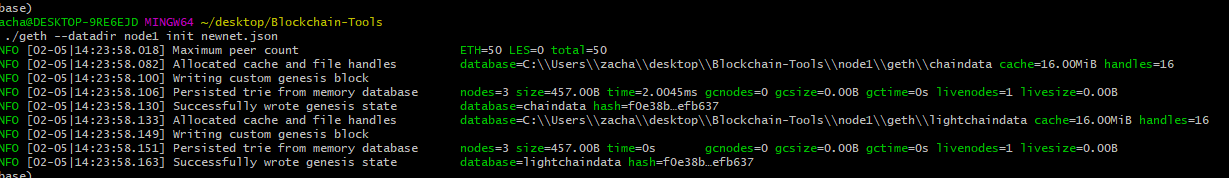 base)
acha@DESKTOP-9RE6EJD MINGW64 ~/desktop/Blockchain-Tools
./geth --datadir node1 init newnet.json
NFO [02-05|14:23:58.018] Maximum peer count ETH=50 LES=0 total=50
NFO [02-05|14:23:58.082] Allocated cache and file handles database=C:\\Users\\zacha\\desktop\\Blockchain-Tools\\node1\\geth\\chaindata cache=16.00MiB handles=16
NFO [02-05|14:23:58.100] Writing custom genesis block
NFO [02-05|14:23:58.106] Persisted trie from memory database nodes=3 size=457.00B time=2.0045ms gcnodes=0 gcsize=0.00B gctime=0s livenodes=1 livesize=0.00B
NFO [02-05|14:23:58.130] Successfully wrote genesis state database=chaindata hash=f0e38b…efb637
NFO [02-05|14:23:58.133] Allocated cache and file handles database=C:\\Users\\zacha\\desktop\\Blockchain-Tools\\node1\\geth\\lightchaindata cache=16.00MiB handles=16
NFO [02-05|14:23:58.149] Writing custom genesis block
NFO [02-05|14:23:58.151] Persisted trie from memory database nodes=3 size=457.00B time=0s gcnodes=0 gcsize=0.00B gctime=0s livenodes=1 livesize=0.00B
NFO [02-05|14:23:58.163] Successfully wrote genesis state database=lightchaindata hash=f0e38b…efb637
base)